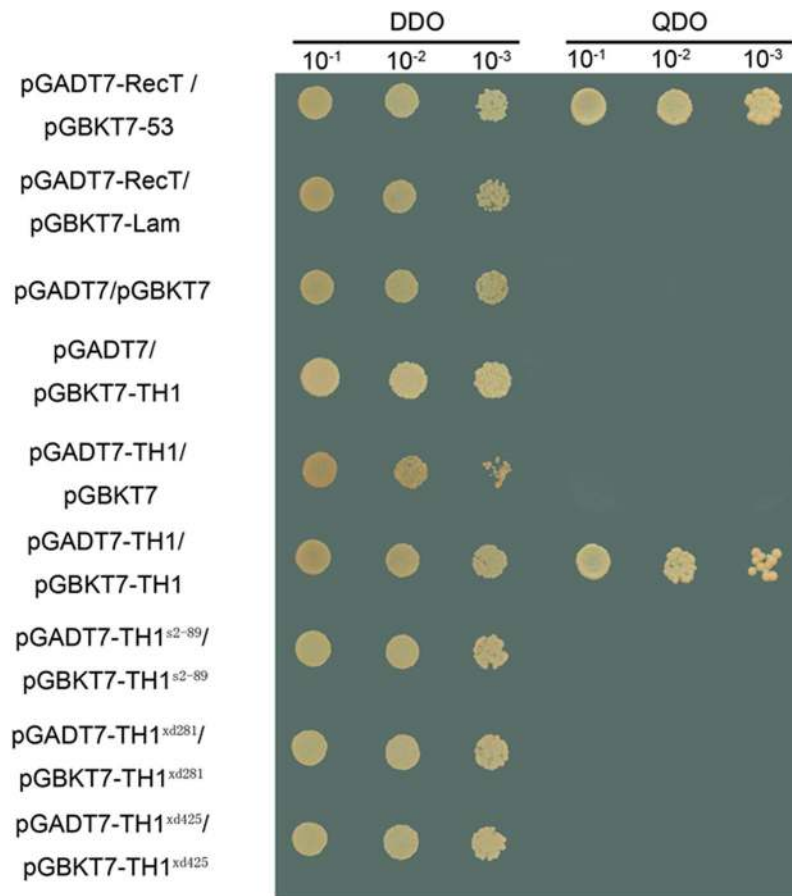 DDO QDO
10⁻¹ 10⁻² 10⁻³ 10⁻¹ 10⁻² 10⁻³
pGADT7-RecT /
pGBKT7-53
pGADT7-RecT/
pGBKT7-Lam
pGADT7/pGBKT7
pGADT7/
pGBKT7-TH1
pGADT7-TH1/
pGBKT7
pGADT7-TH1/
pGBKT7-TH1
pGADT7-TH1ˢ²⁻⁸⁹/
pGBKT7-TH1ˢ²⁻⁸⁹
pGADT7-TH1ˣᵈ²⁸¹/
pGBKT7-TH1ˣᵈ²⁸¹
pGADT7-TH1ˣᵈ⁴²⁵/
pGBKT7-TH1ˣᵈ⁴²⁵